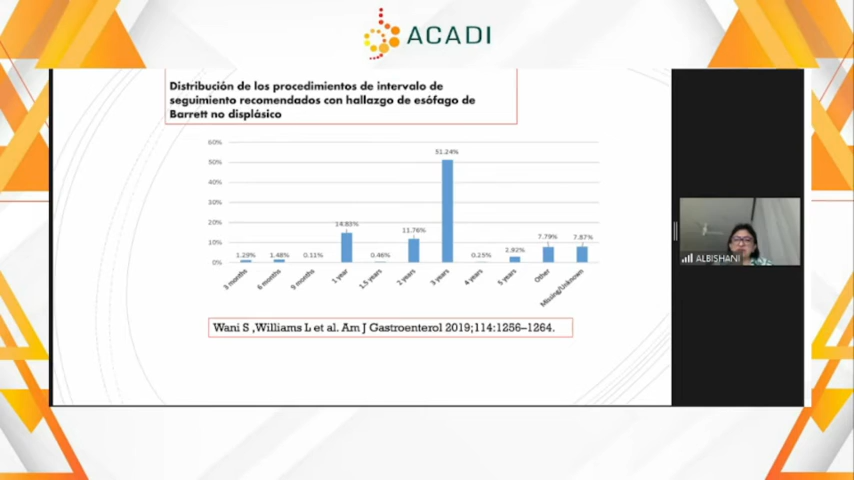 ACADI
Distribución de los procedimientos de intervalo de
seguimiento recomendados con hallazgo de esófago de
Barrett no displásico
60%
50%
40%
30%
20%
10%
0%
1.29%
1.48%
0.11%
14.83%
0.46%
11.76%
51.24%
0.25%
2.92%
7.79%
7.87%
3 months
6 months
9 months
1 year
1.5 years
2 years
3 years
4 years
5 years
Other
Missing/Unknown
Wani S ,Williams L et al. Am J Gastroenterol 2019;114:1256–1264.
ALBISHANI